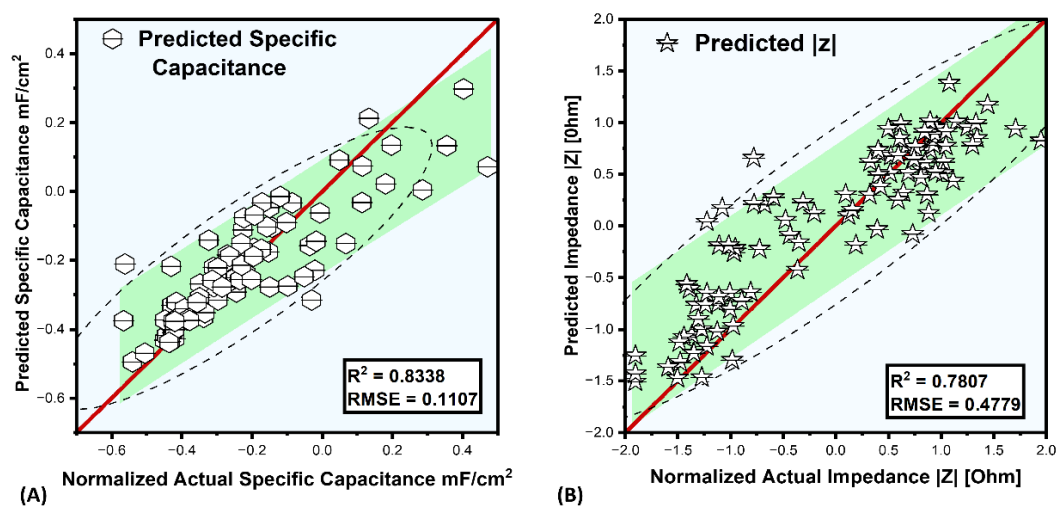 (A)
Predicted Specific Capacitance mF/cm²
0.4
0.2
0.0
−0.2
−0.4
−0.6
Predicted Specific
Capacitance
R² = 0.8338
RMSE = 0.1107
−0.6
−0.4
−0.2
0.0
0.2
0.4
Normalized Actual Specific Capacitance mF/cm²
(B)
Predicted Impedance |Z| [0hm]
2.0
1.5
1.0
0.5
0.0
−0.5
−1.0
−1.5
−2.0
Predicted |z|
R² = 0.7807
RMSE = 0.4779
−2.0
−1.5
−1.0
−0.5
0.0
0.5
1.0
1.5
2.0
Normalized Actual Impedance |Z| [Ohm]